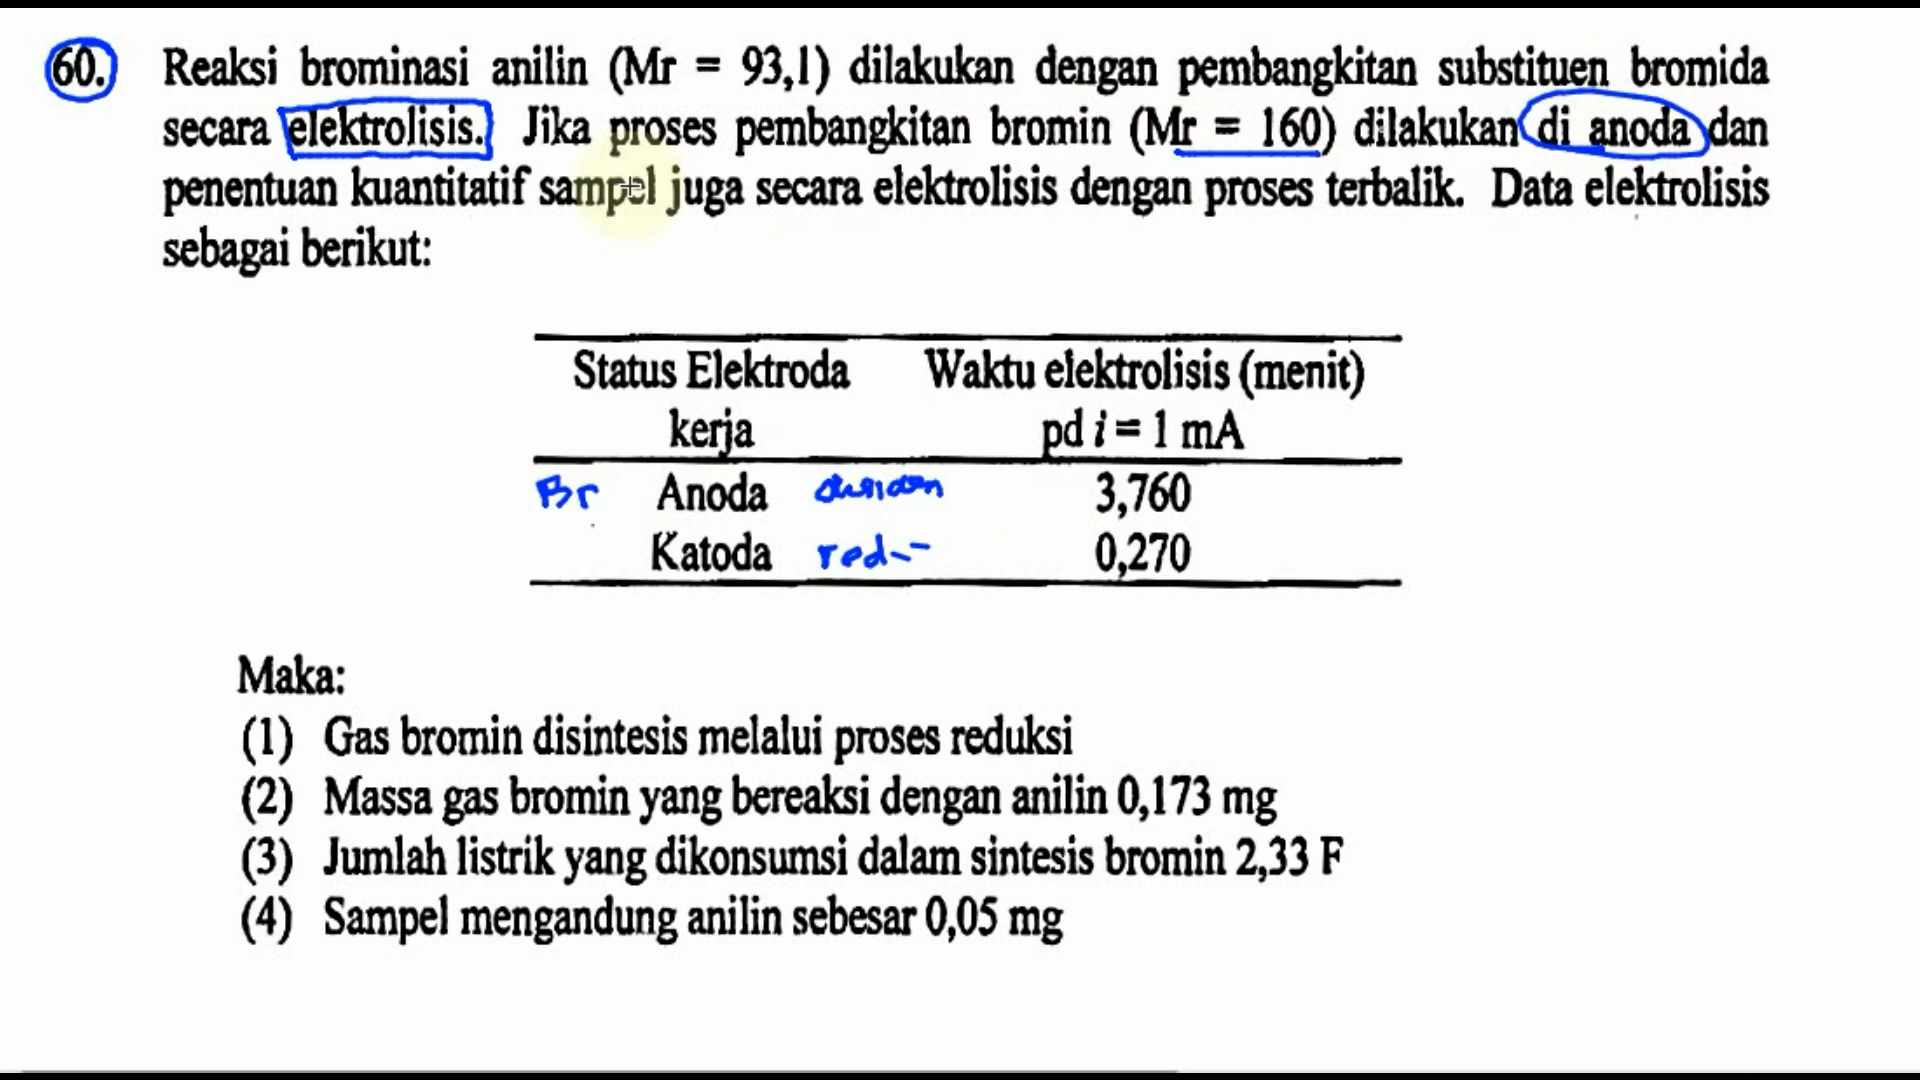 60. Reaksi brominasi anilin (Mr = 93,1) dilakukan dengan pembangkitan substituen bromida
secara elektrolisis. Jika proses pembangkitan bromin (Mr = 160) dilakukan di anoda dan
penentuan kuantitatif sampel juga secara elektrolisis dengan proses terbalik. Data elektrolisis
sebagai berikut:
Status Elektroda Waktu elektrolisis (menit)
kerja pd i = 1 mA
Br Anoda 3,760
Katoda 0,270
Maka:
(1) Gas bromin disintesis melalui proses reduksi
(2) Massa gas bromin yang bereaksi dengan anilin 0,173 mg
(3) Jumlah listrik yang dikonsumsi dalam sintesis bromin 2,33 F
(4) Sampel mengandung anilin sebesar 0,05 mg